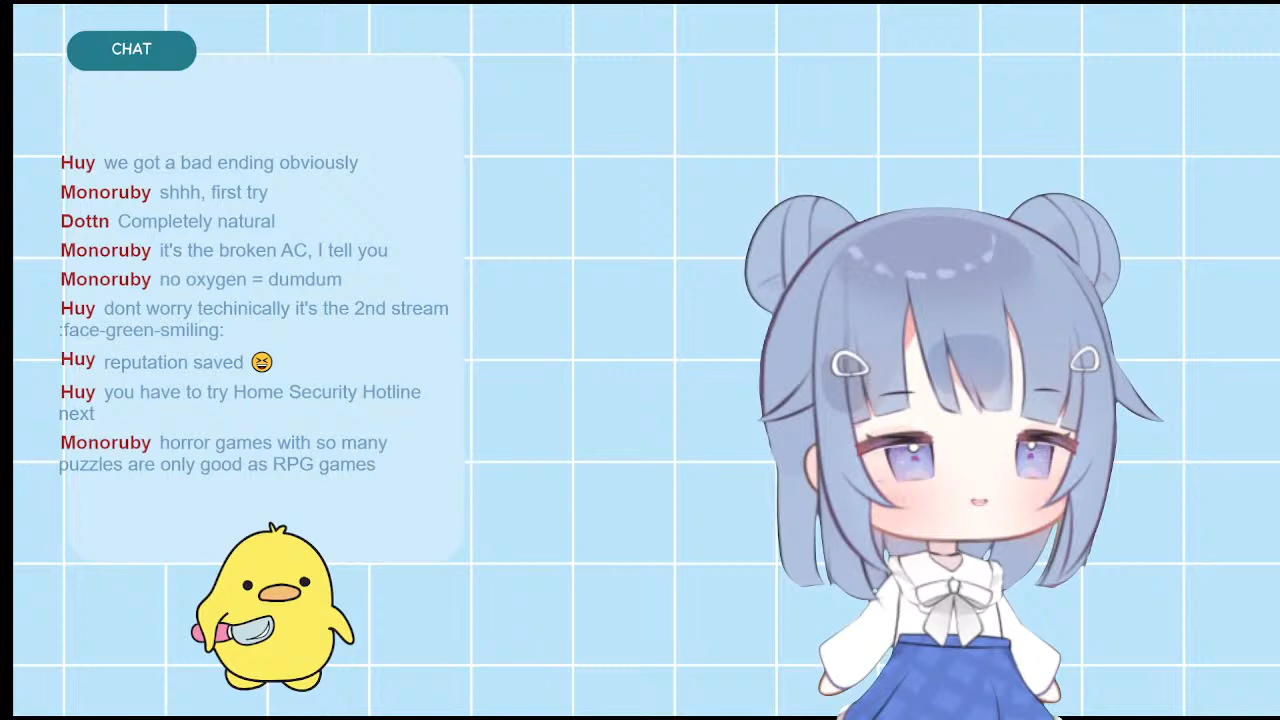 CHAT
Huy we got a bad ending obviously
Monoruby shhh, first try
Dottn Completely natural
Monoruby it's the broken AC, I tell you
Monoruby no oxygen = dumdum
Huy dont worry techinically it's the 2nd stream
:face-green-smiling:
Huy reputation saved 😆
Huy you have to try Home Security Hotline
next
Monoruby horror games with so many
puzzles are only good as RPG games